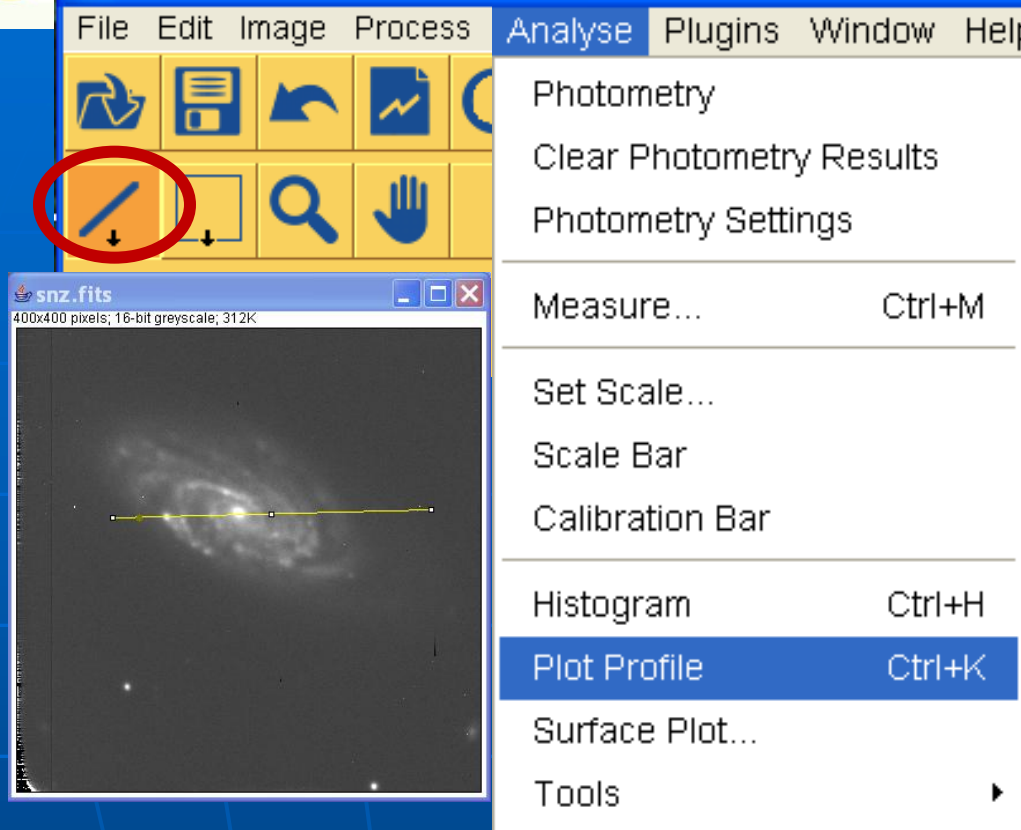 File Edit Image Process Analyse Plugins Window
Photometry
Clear Photometry Results
Photometry Settings
Measure... Ctrl+M
Set Scale...
Scale Bar
Calibration Bar
Histogram Ctrl+H
Plot Profile Ctrl+K
Surface Plot...
Tools
snz.fits
400x400 pixels; 16-bit greyscale; 312K